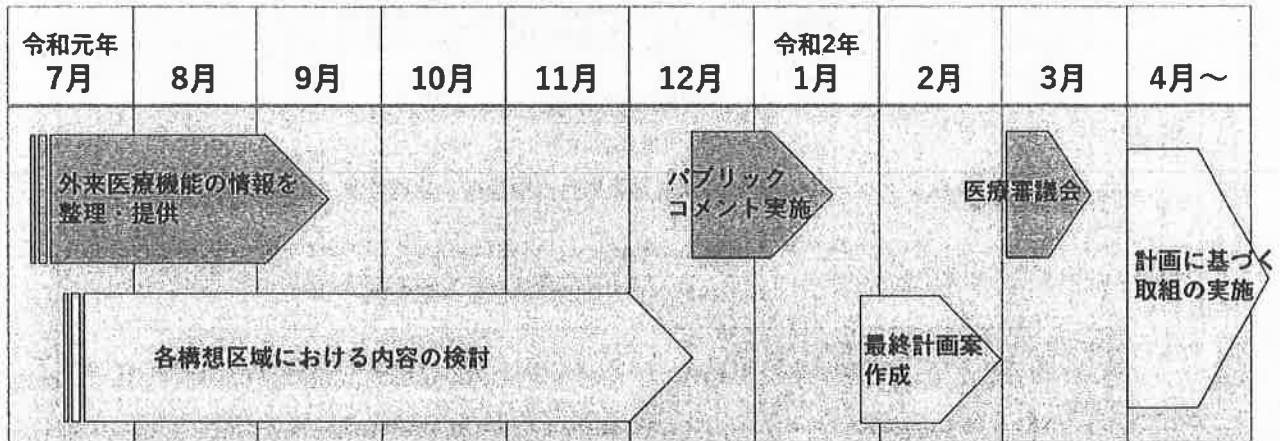 令和元年
7月
8月
9月
10月
11月
12月
令和2年
1月
2月
3月
4月～
外来医療機能の情報を
整理・提供
パブリック
コメント実施
医療審議会
計画に基づく
取組の実施
各構想区域における内容の検討
最終計画案
作成